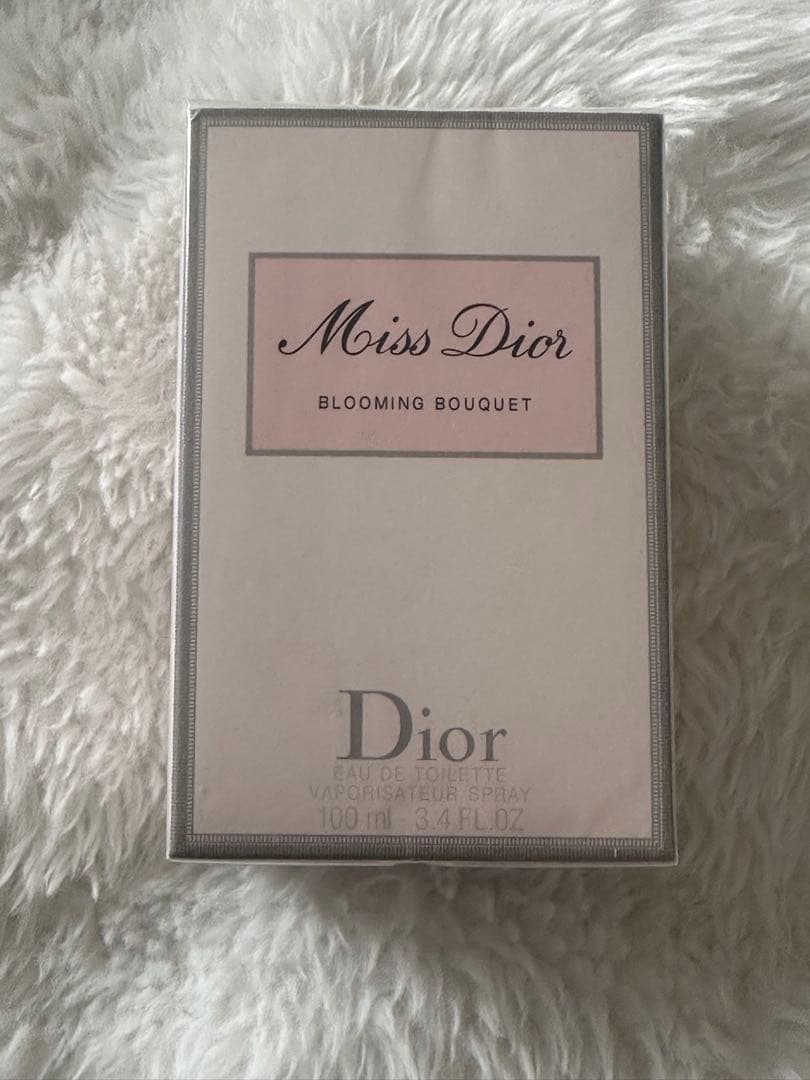 Miss Dior
BLOOMING BOUQUET
Dior
EAU DE TOILETTE
VAPORISATEUR SPRAY
100 ml 3.4 FL.OZ